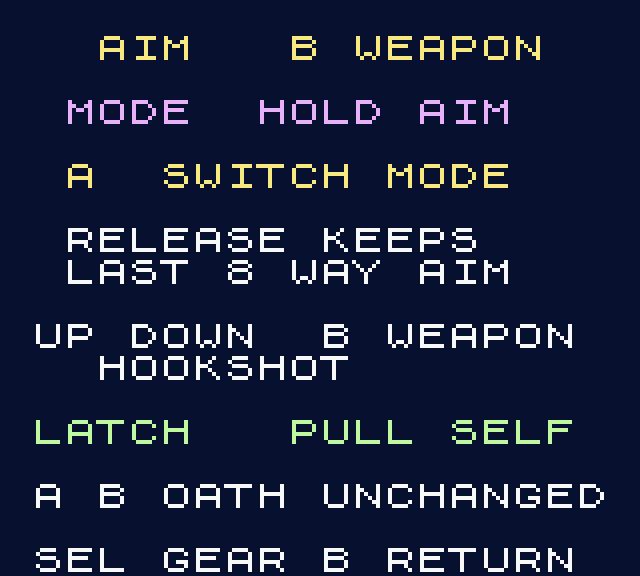 AIM B WEAPON
MODE HOLD AIM
A SWITCH MODE
RELEASE KEEPS
LAST 8 WAY AIM
UP DOWN B WEAPON
HOOKSHOT
LATCH PULL SELF
A B OATH UNCHANGED
SEL GEAR B RETURN